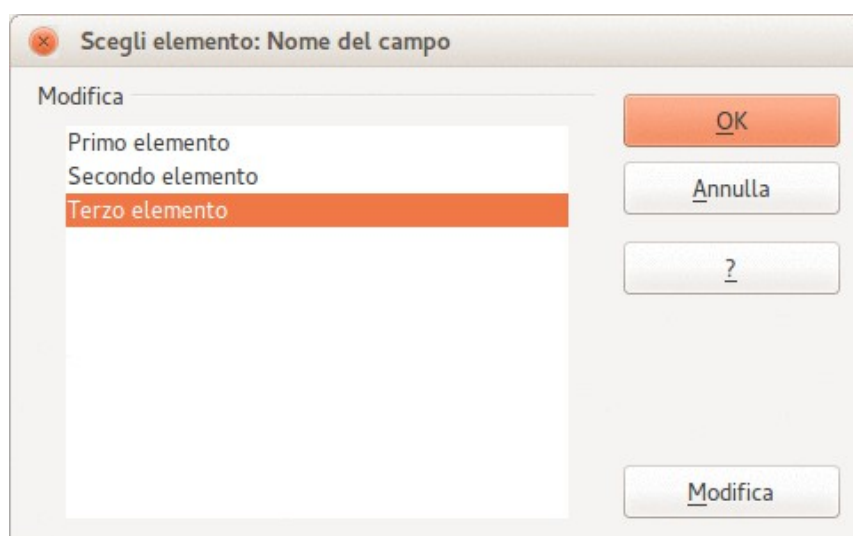 Scegli elemento: Nome del campo
Modifica
Primo elemento
Secondo elemento
Terzo elemento
OK
Annulla
?
Modifica